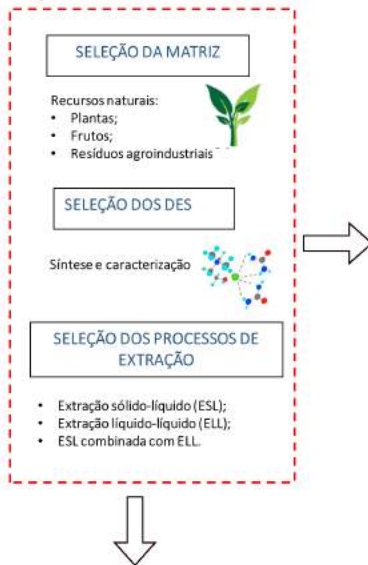 SELEÇÃO DA MATRIZ
Recursos naturais:
• Plantas;
• Frutos;
• Resíduos agroindustriais
SELEÇÃO DOS DES
Síntese e caracterização
SELEÇÃO DOS PROCESSOS DE
EXTRAÇÃO
• Extração sólido-líquido (ESL);
• Extração líquido-líquido (ELL);
• ESL combinada com ELL.